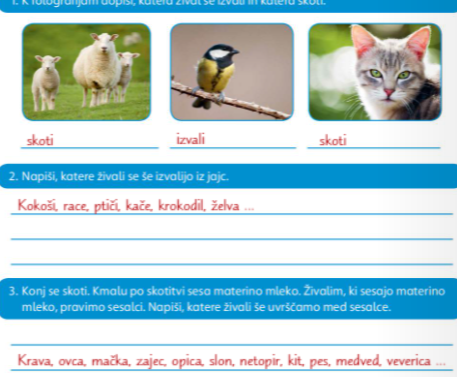 1. K fotografijam dopiši, katera žival se izvali in katera skoti.
skoti izvali skoti
2. Napiši, katere živali se še izvalijo iz jajc.
Kokoši, race, ptiči, kače, krokodil, želva ...
3. Konj se skoti. Kmalu po skotitvi sesa materino mleko. Živalim, ki sesajo materino
mleko, pravimo sesalci. Napiši, katere živali še uvrščamo med sesalce.
Krava, ovca, mačka, zajec, opica, slon, netopir, kit, pes, medved, veverica ...